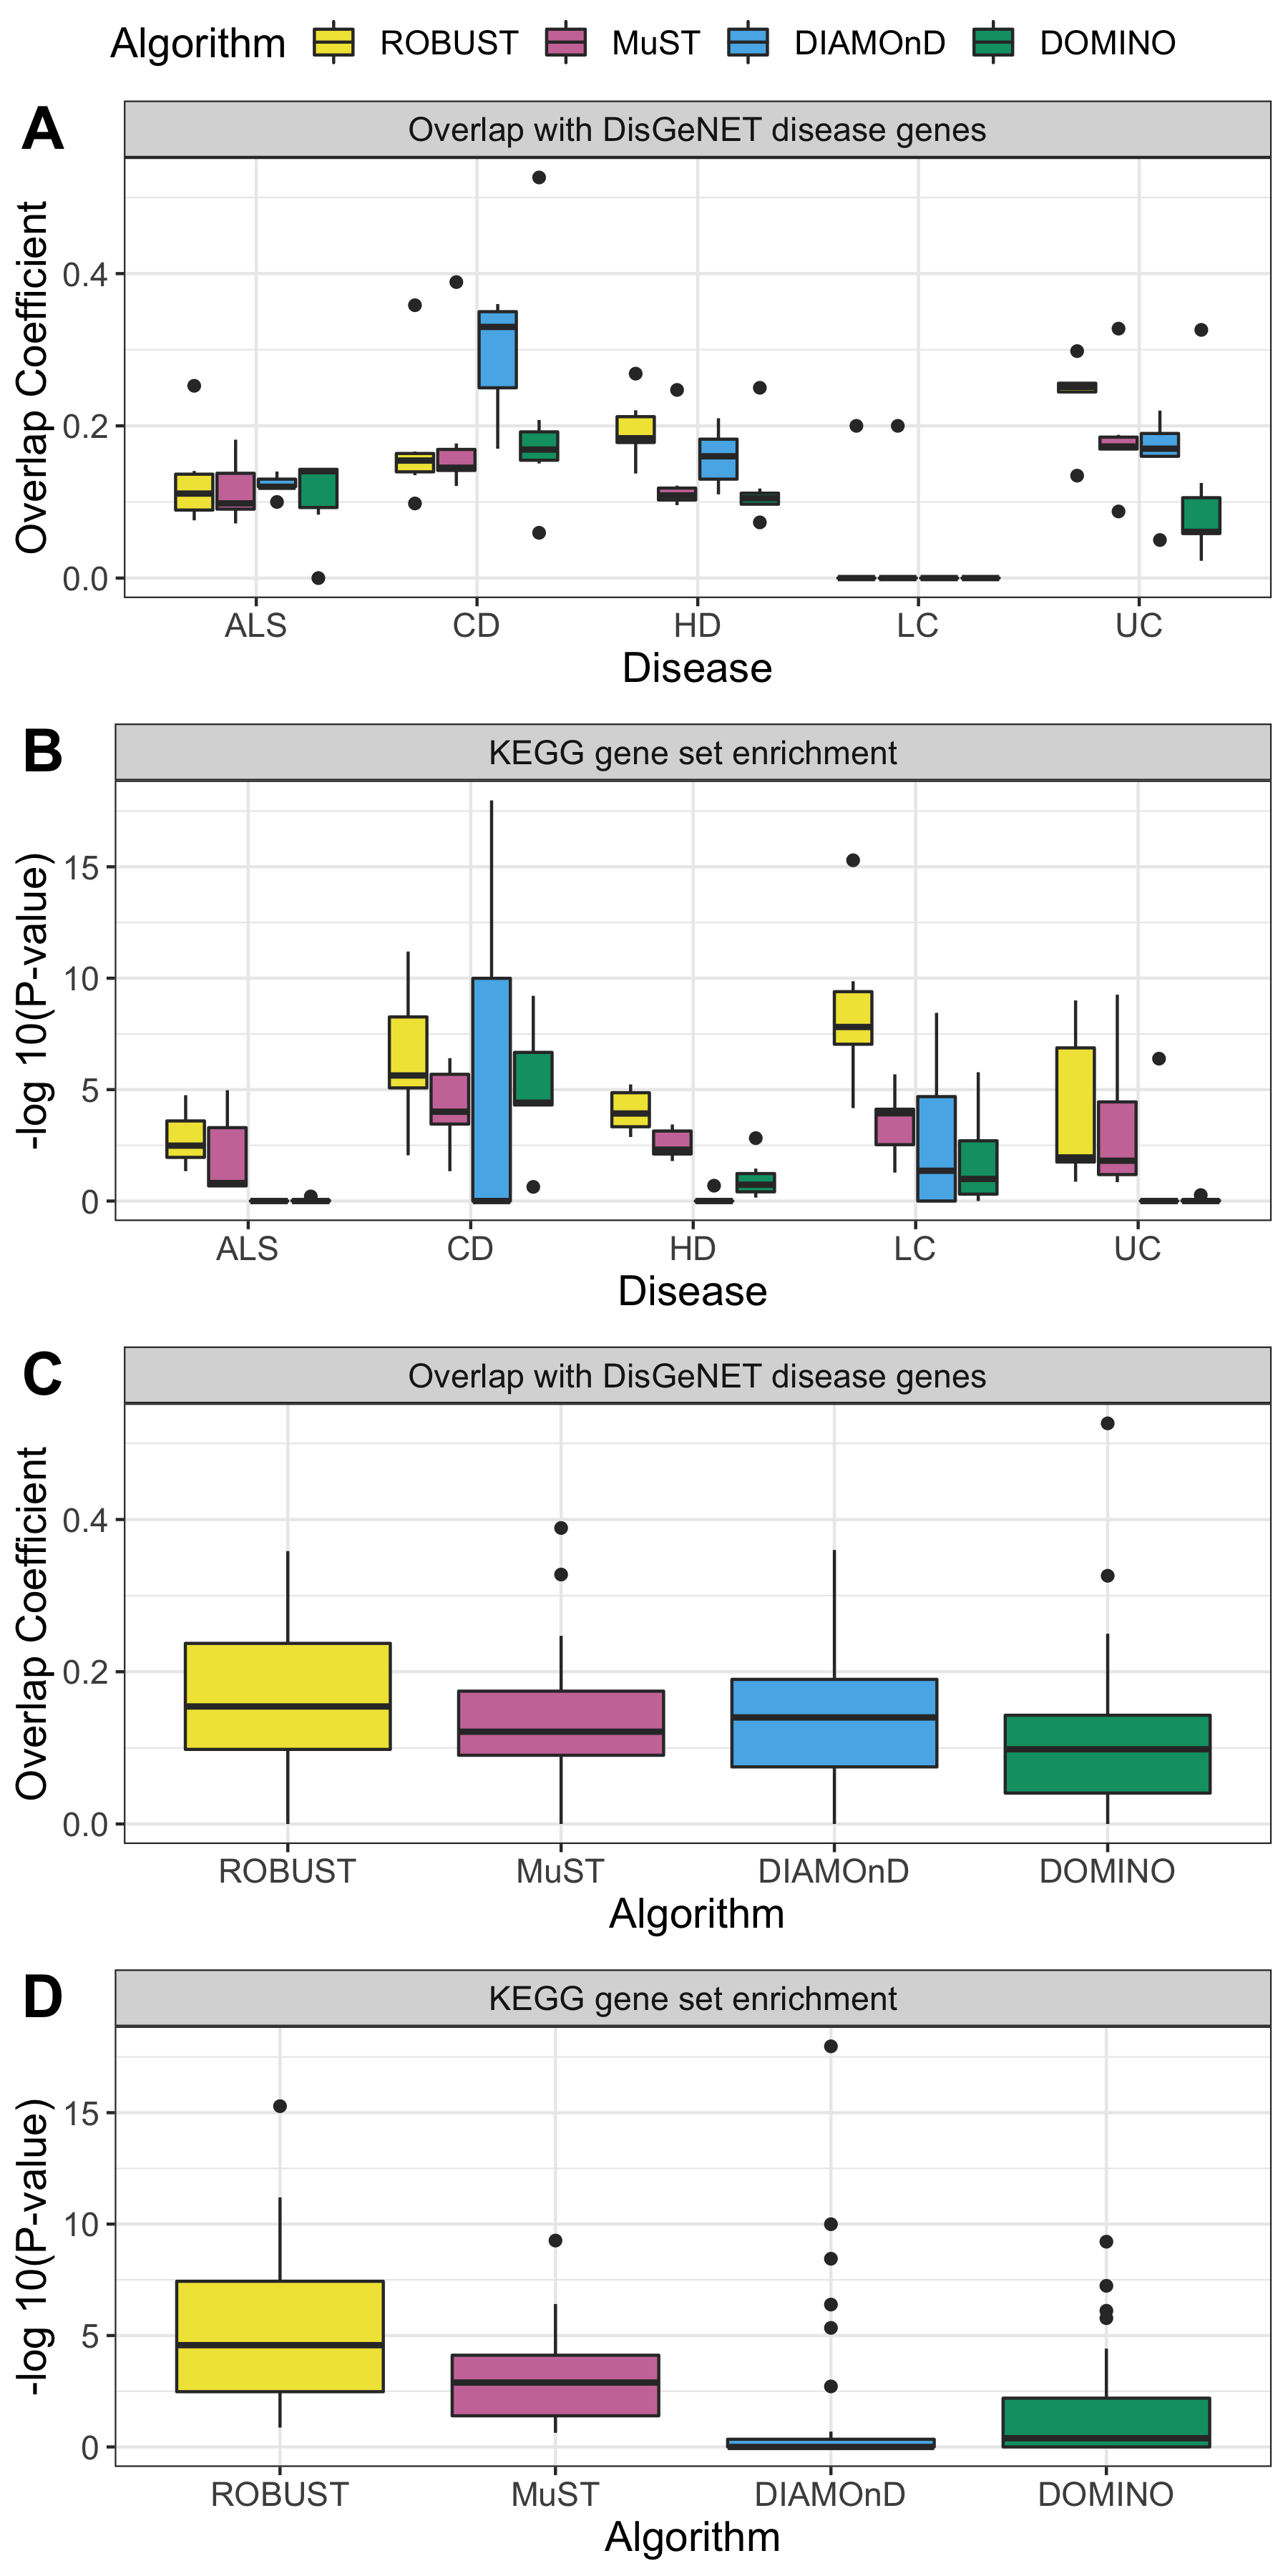 Algorithm ROBUST MuST DIAMOnD DOMINO
A
Overlap with DisGeNET disease genes
Overlap Coefficient
0.4
0.2
0.0
ALS CD HD LC UC
Disease
B
KEGG gene set enrichment
-log 10(P-value)
15
10
5
0
ALS CD HD LC UC
Disease
C
Overlap with DisGeNET disease genes
Overlap Coefficient
0.4
0.2
0.0
ROBUST MuST DIAMOnD DOMINO
Algorithm
D
KEGG gene set enrichment
-log 10(P-value)
15
10
5
0
ROBUST MuST DIAMOnD DOMINO
Algorithm